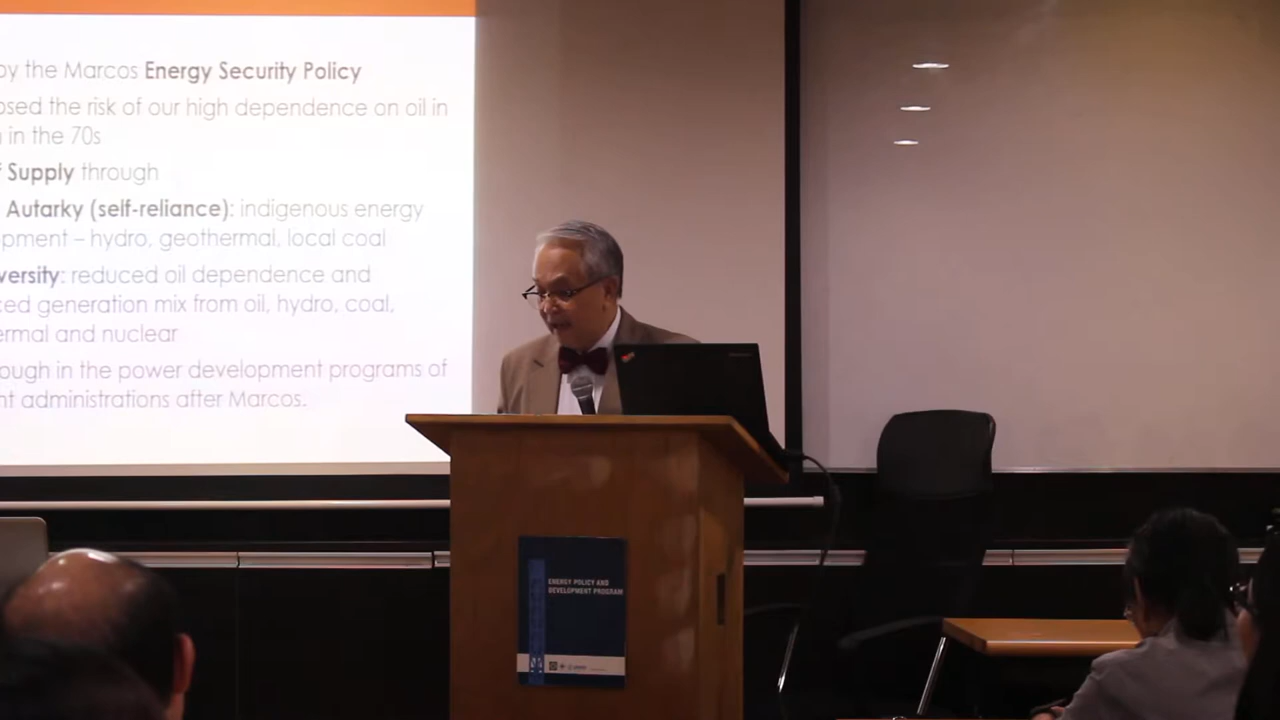 by the Marcos Energy Security Policy
osed the risk of our high dependence on oil in
in the 70s
Supply through
Autarky (self-reliance): indigenous energy
pment – hydro, geothermal, local coal
versity: reduced oil dependence and
ced generation mix from oil, hydro, coal,
ermal and nuclear
ough in the power development programs of
nt administrations after Marcos.
ENERGY POLICY AND
DEVELOPMENT PROGRAM